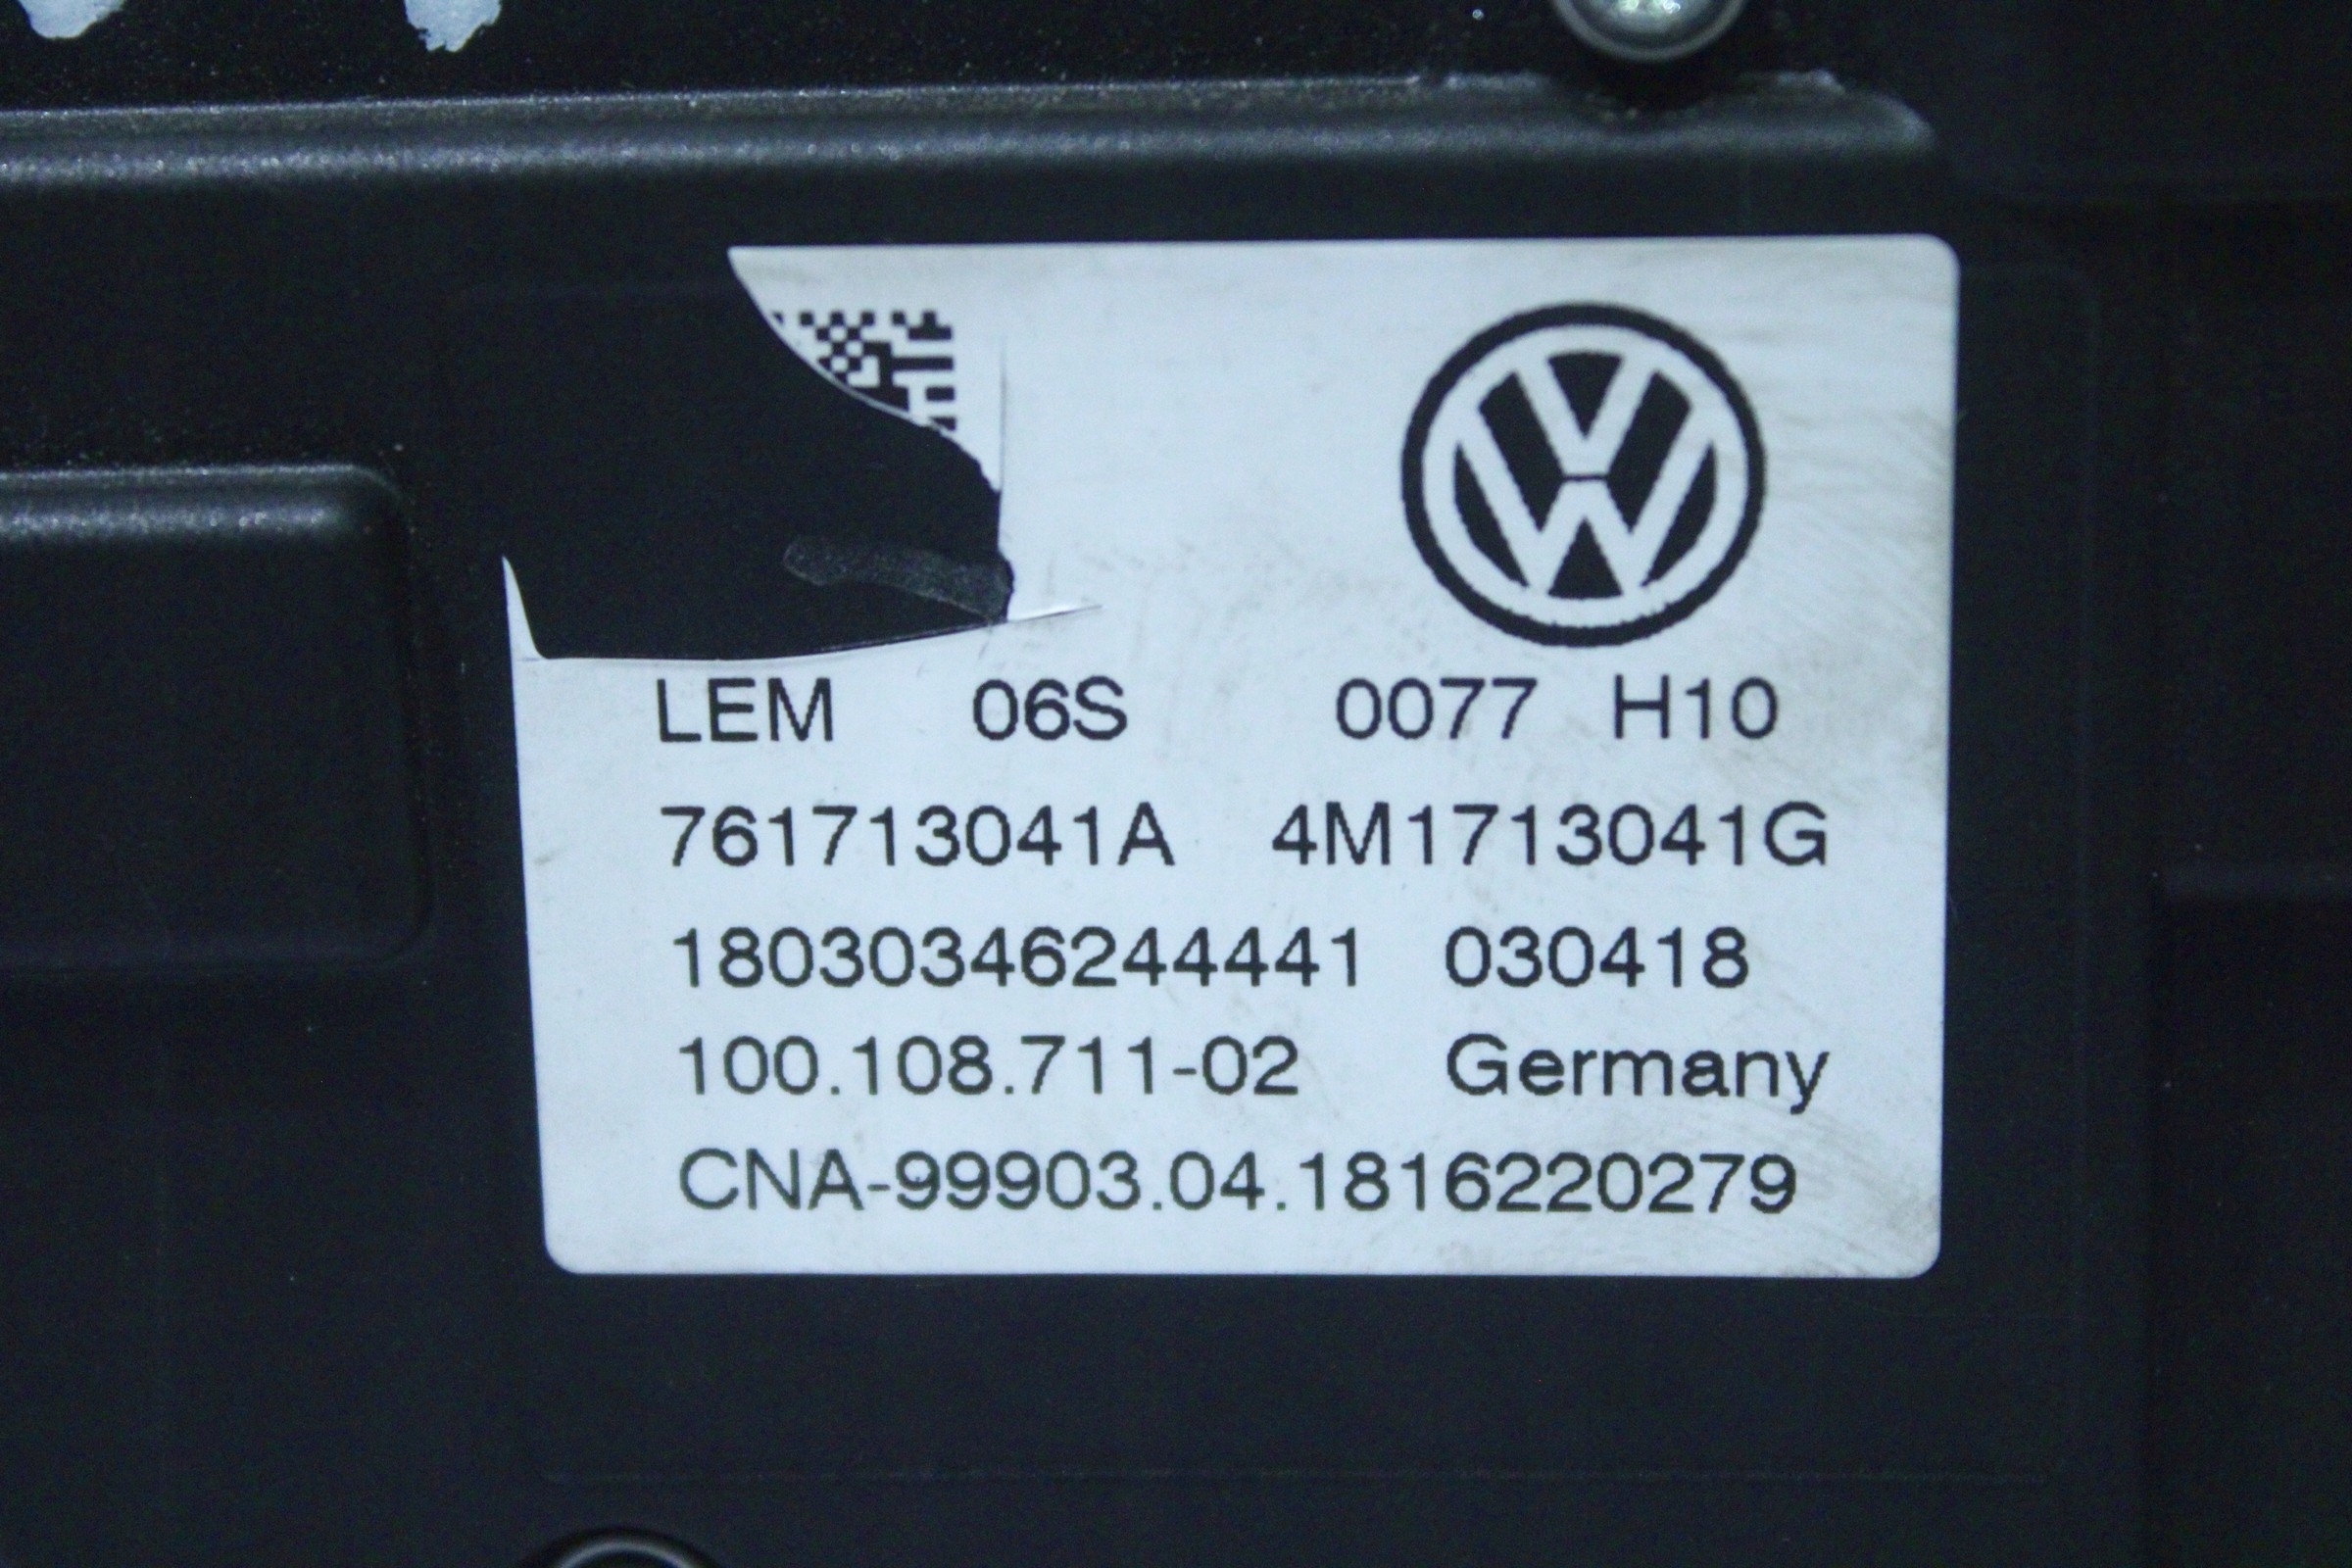 LEM 06S 0077 H10
761713041A 4M1713041G
18030346244441 030418
100.108.711-02 Germany
CNA-99903.04.1816220279